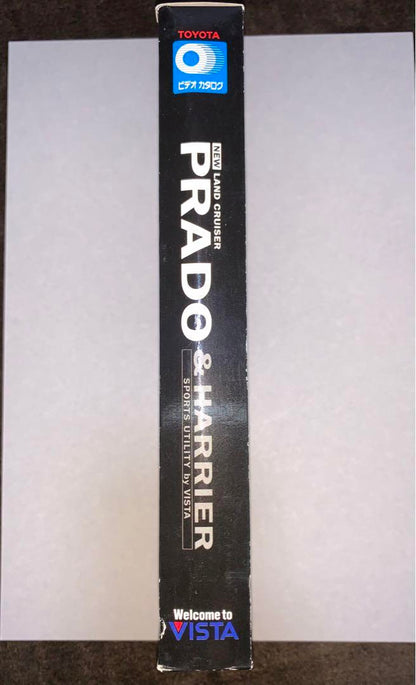 TOYOTA
ビデオ カタログ
NEW LAND CRUISER
PRADO
& HARRIER
SPORTS UTILITY by VISTA
Welcome to
VISTA